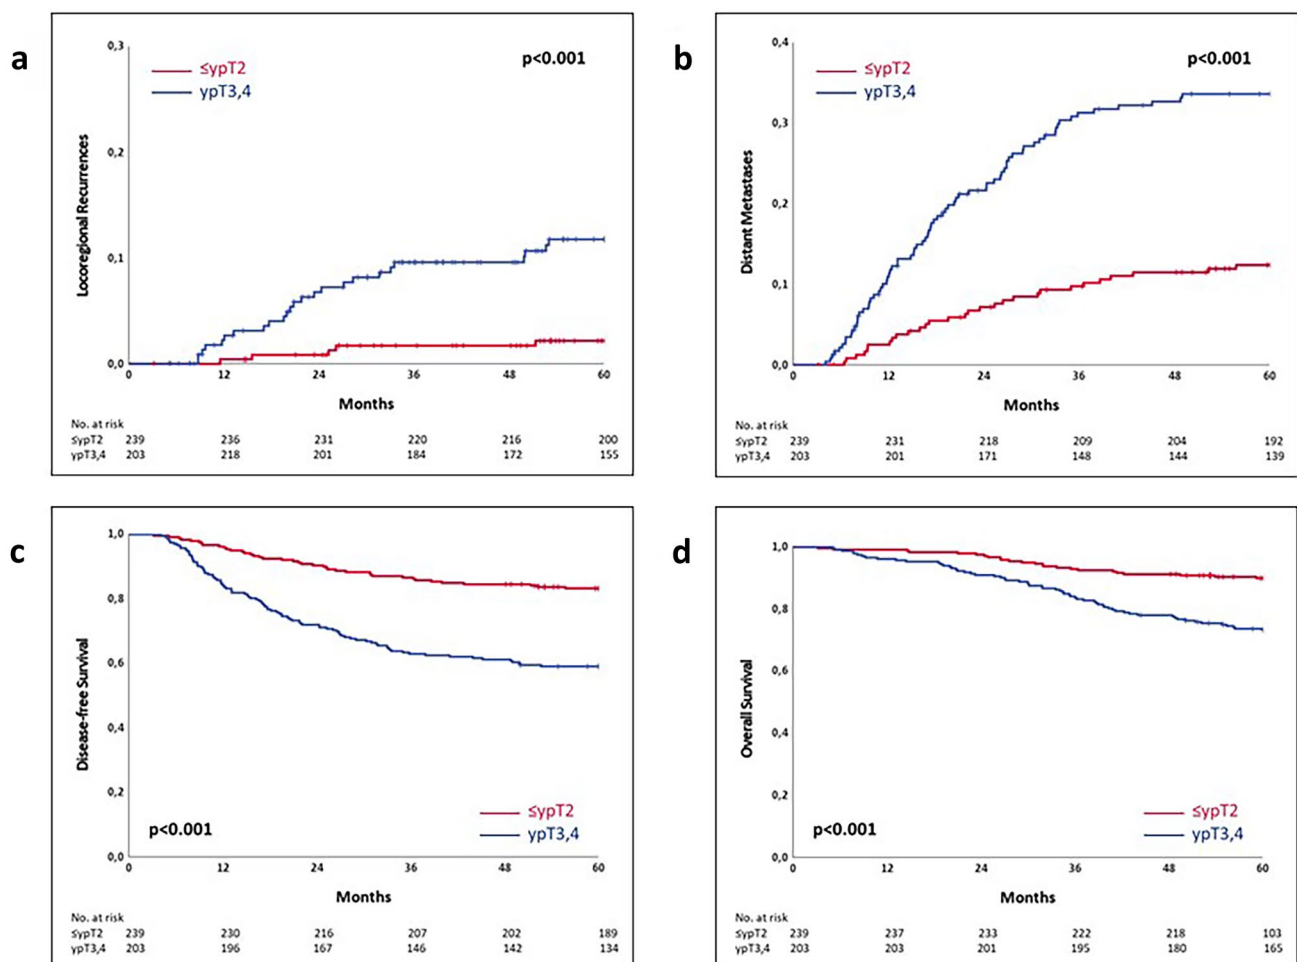 a
0,3
≤ypT2
ypT3,4
p<0.001
0,2
0,1
0,0
Locoregional Recurrences
0 12 24 36 48 60
Months
No. at risk
≤ypT2 239 236 231 220 216 200
ypT3,4 203 218 201 184 172 155
b
0,4
≤ypT2
ypT3,4
p<0.001
0,3
0,2
0,1
0,0
Distant Metastases
0 12 24 36 48 60
Months
No. at risk
≤ypT2 239 231 218 209 204 192
ypT3,4 203 201 171 148 144 139
c
1,0
0,8
0,6
0,4
0,2
0,0
Disease-free Survival
≤ypT2
ypT3,4
p<0.001
0 12 24 36 48 60
Months
No. at risk
≤ypT2 239 230 216 207 202 189
ypT3,4 203 196 167 146 142 134
d
1,0
0,8
0,6
0,4
0,2
0,0
Overall Survival
≤ypT2
ypT3,4
p<0.001
0 12 24 36 48 60
Months
No. at risk
≤ypT2 239 237 233 222 218 103
ypT3,4 203 203 201 195 180 165